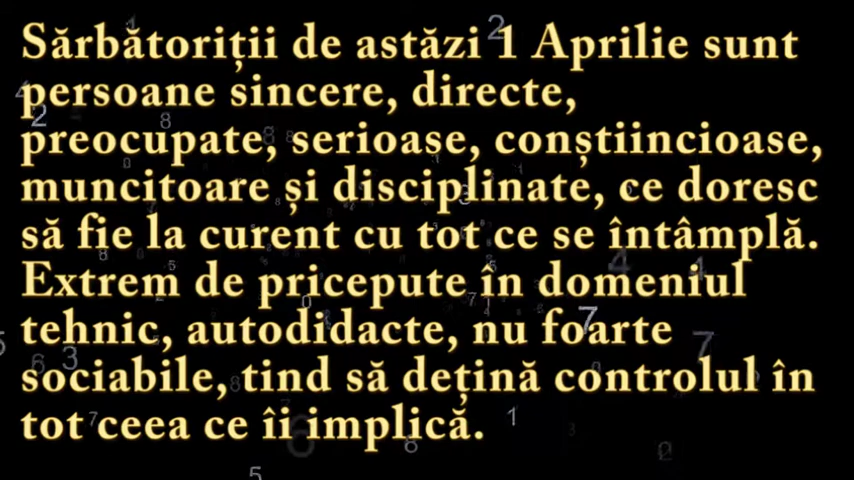 Sărbătoriții de astăzi 1 Aprilie sunt
persoane sincere, directe,
preocupate, serioase, conștiincioase,
muncitoare și disciplinate, ce doresc
să fie la curent cu tot ce se întâmplă.
Extrem de pricepute în domeniul
tehnic, autodidacte, nu foarte
sociabile, tind să dețină controlul în
tot ceea ce îi implică.